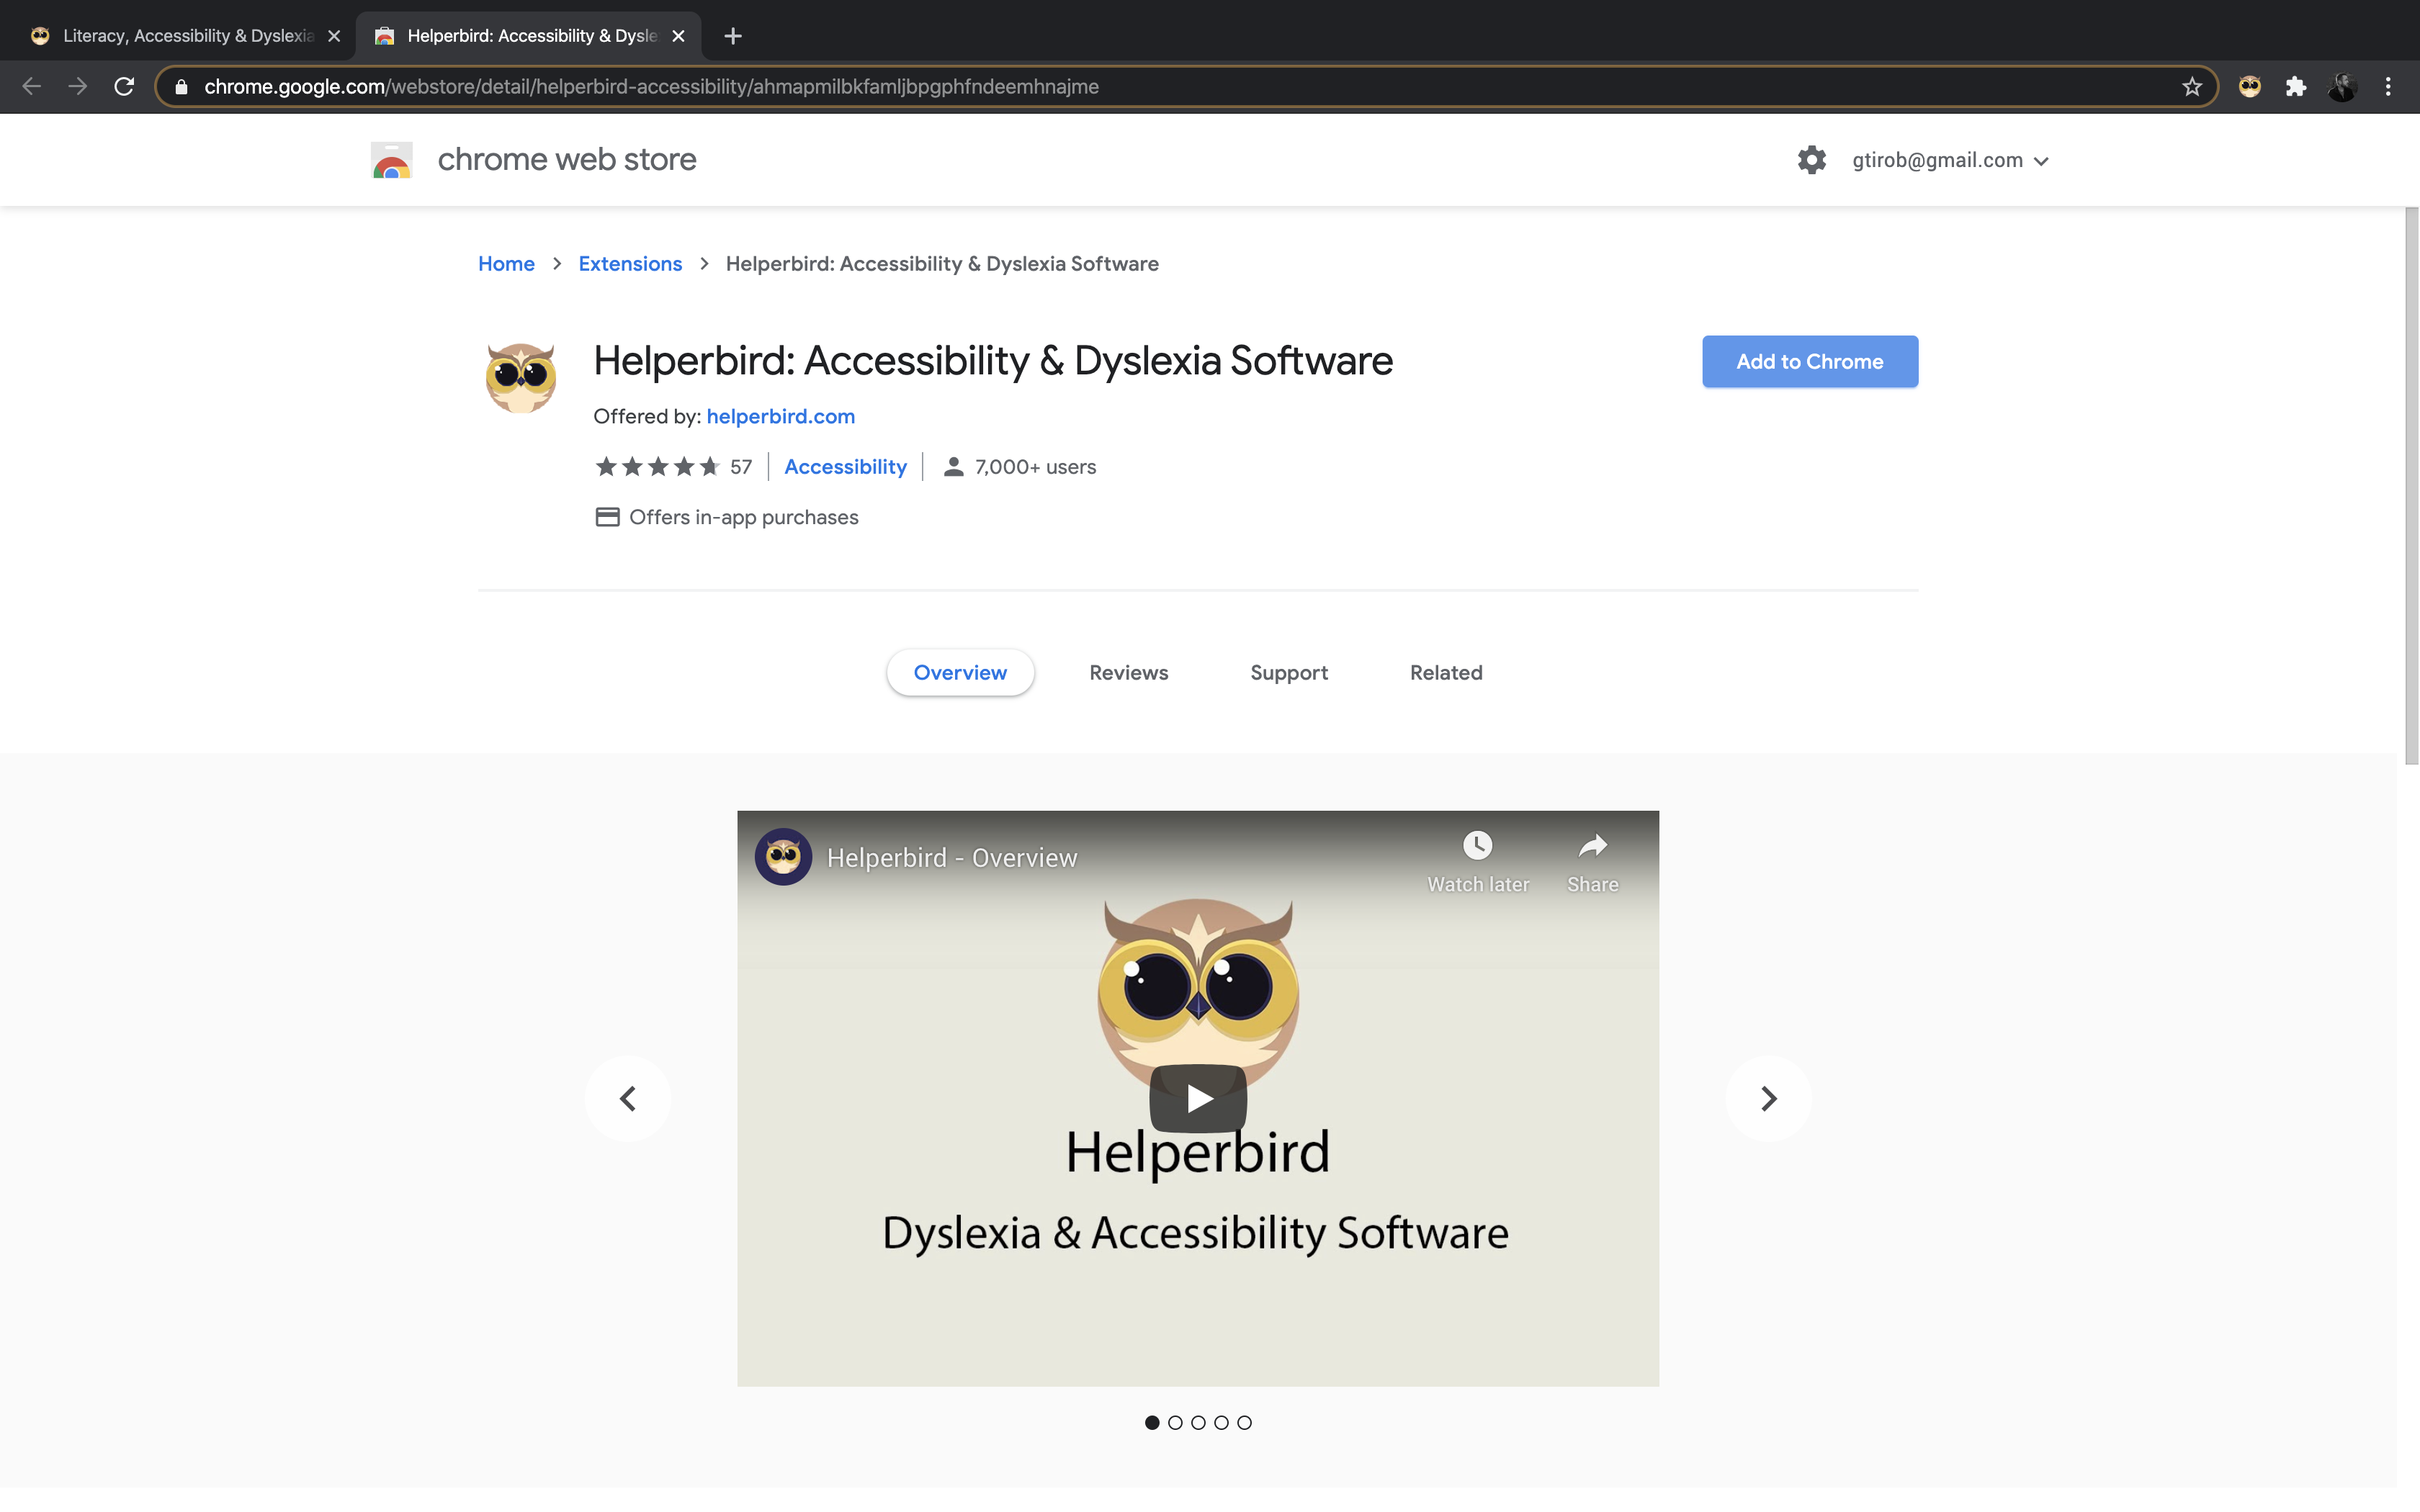 Literacy, Accessibility & Dyslexia
Helperbird: Accessibility & Dysle
chrome.google.com/webstore/detail/helperbird-accessibility/ahmapmilbkfamljbpgphfndeemhnajme
chrome web store
gtirob@gmail.com
Home > Extensions > Helperbird: Accessibility & Dyslexia Software
Helperbird: Accessibility & Dyslexia Software
Add to Chrome
Offered by: helperbird.com
57 Accessibility 7,000+ users
Offers in-app purchases
Overview Reviews Support Related
Helperbird - Overview
Watch later Share
Helperbird
Dyslexia & Accessibility Software